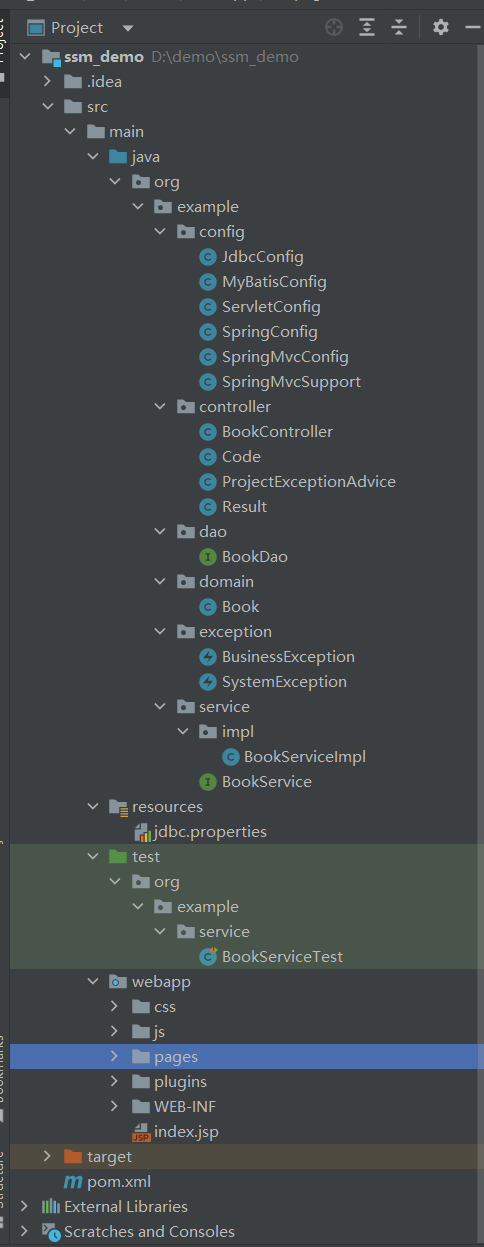 Project
ssm_demo D:\demo\ssm_demo
.idea
src
main
java
org
example
config
JdbcConfig
MyBatisConfig
ServletConfig
SpringConfig
SpringMvcConfig
SpringMvcSupport
controller
BookController
Code
ProjectExceptionAdvice
Result
dao
BookDao
domain
Book
exception
BusinessException
SystemException
service
impl
BookServiceImpl
BookService
resources
jdbc.properties
test
org
example
service
BookServiceTest
webapp
css
js
pages
plugins
WEB-INF
index.jsp
target
pom.xml
External Libraries
Scratches and Consoles